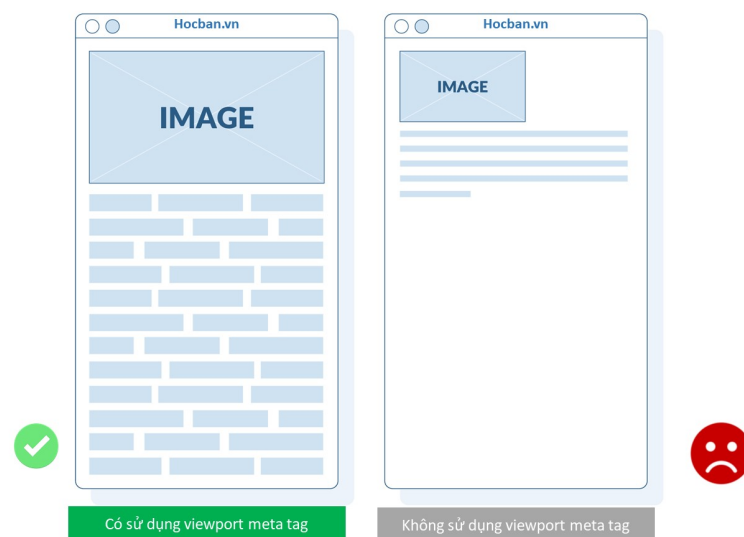 Hocban.vn
IMAGE
Có sử dụng viewport meta tag
Hocban.vn
IMAGE
Không sử dụng viewport meta tag